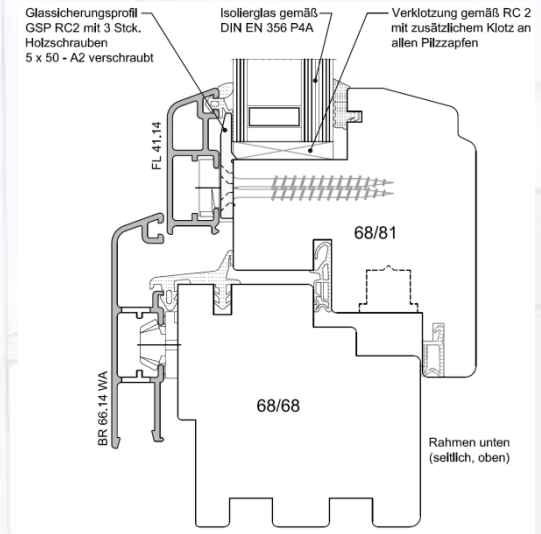 Glassicherungsprofil
GSP RC2 mit 3 Stck.
Holzschrauben
5 x 50 - A2 verschraubt
Isolierglas gemäß
DIN EN 356 P4A
Verklotzung gemäß RC 2
mit zusätzlichem Klotz an
allen Pilzzapfen
FL 41.14
68/81
BR 66.14 WA
68/68
Rahmen unten
(seitlich, oben)